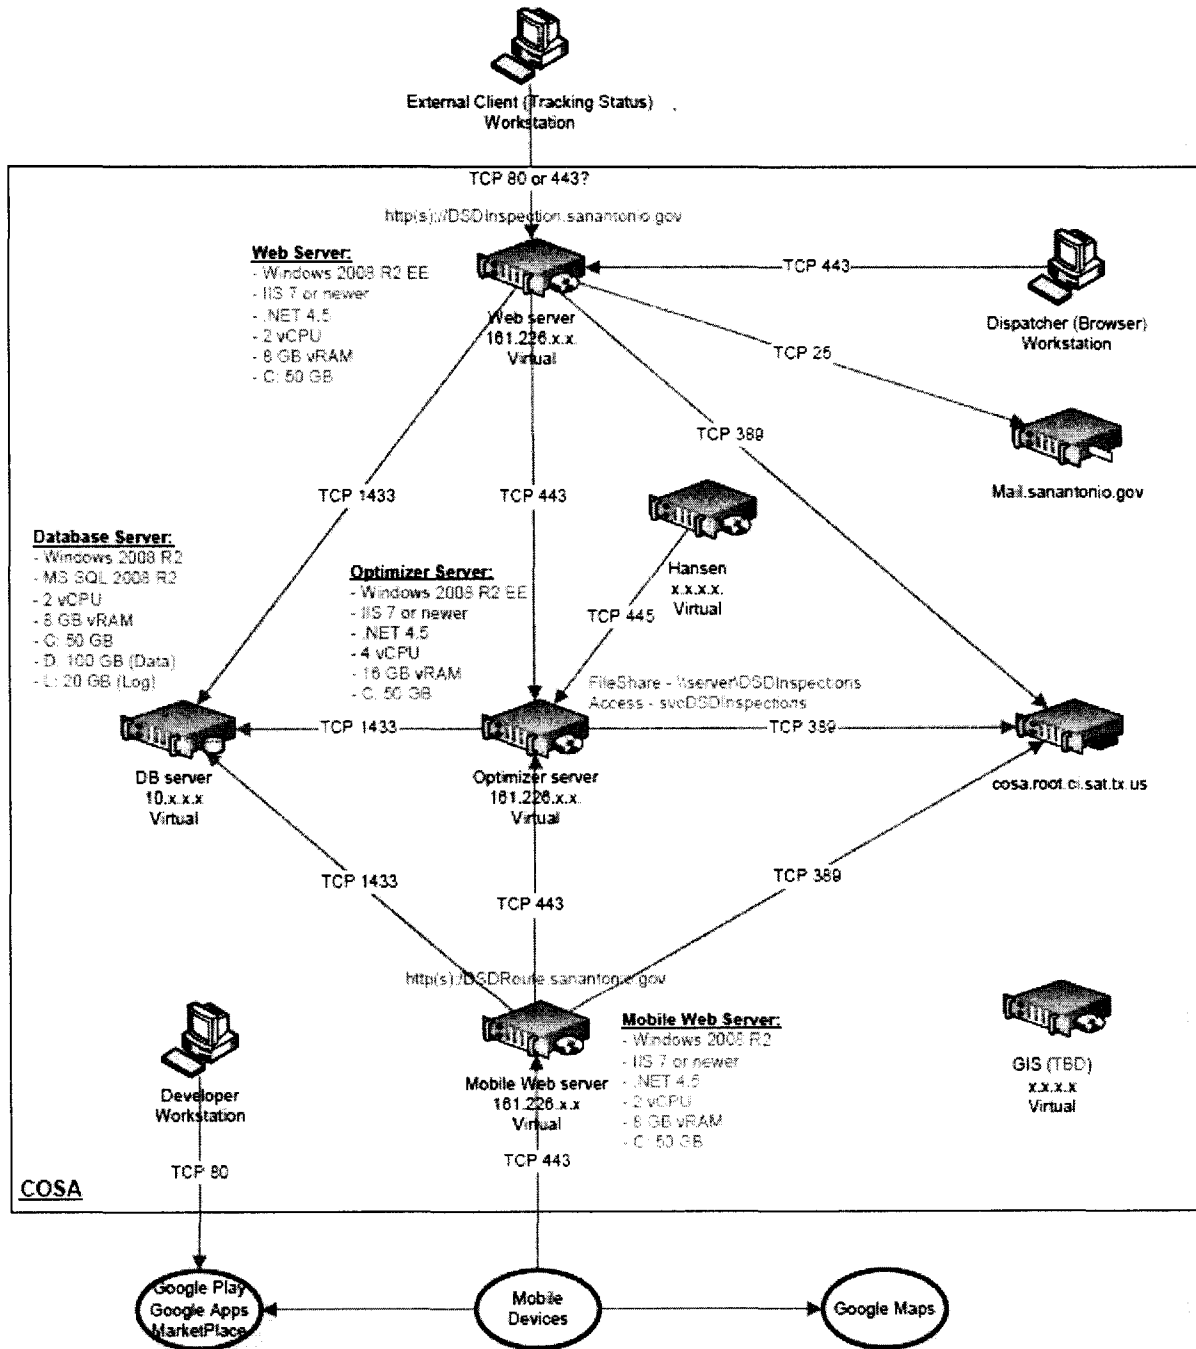 External Client (Tracking Status)
Workstation
TCP 80 or 443?
http(s)://DSDInspection.sanantonio.gov
Web Server:
- Windows 2008 R2 EE
- IIS 7 or newer
- .NET 4.5
- 2 vCPU
- 8 GB vRAM
- C: 50 GB
Web server
161.226.x.x.
Virtual
TCP 443
Dispatcher (Browser)
Workstation
TCP 25
Mail.sanantonio.gov
TCP 389
TCP 1433
TCP 443
Hansen
x.x.x.x.
Virtual
TCP 445
Database Server:
- Windows 2008 R2
- MS SQL 2008 R2
- 2 vCPU
- 8 GB vRAM
- C: 50 GB
- D: 100 GB (Data)
- L: 20 GB (Log)
Optimizer Server:
- Windows 2008 R2 EE
- IIS 7 or newer
- .NET 4.5
- 4 vCPU
- 16 GB vRAM
- C: 50 GB
FileShare - \\server\DSDInspections
Access - svcDSDInspections
TCP 1433
TCP 389
DB server
10.x.x.x
Virtual
Optimizer server
161.226.x.x.
Virtual
cosa.root.ci.sat.tx.us
TCP 1433
TCP 443
TCP 389
http(s):/DSDRoute.sanantonio.gov
Mobile Web Server:
- Windows 2008 R2
- IIS 7 or newer
- .NET 4.5
- 2 vCPU
- 8 GB vRAM
- C: 50 GB
Mobile Web server
161.226.x.x
Virtual
GIS (TBD)
x.x.x.x
Virtual
Developer
Workstation
TCP 80
TCP 443
COSA
Google Play
Google Apps
MarketPlace
Mobile
Devices
Google Maps